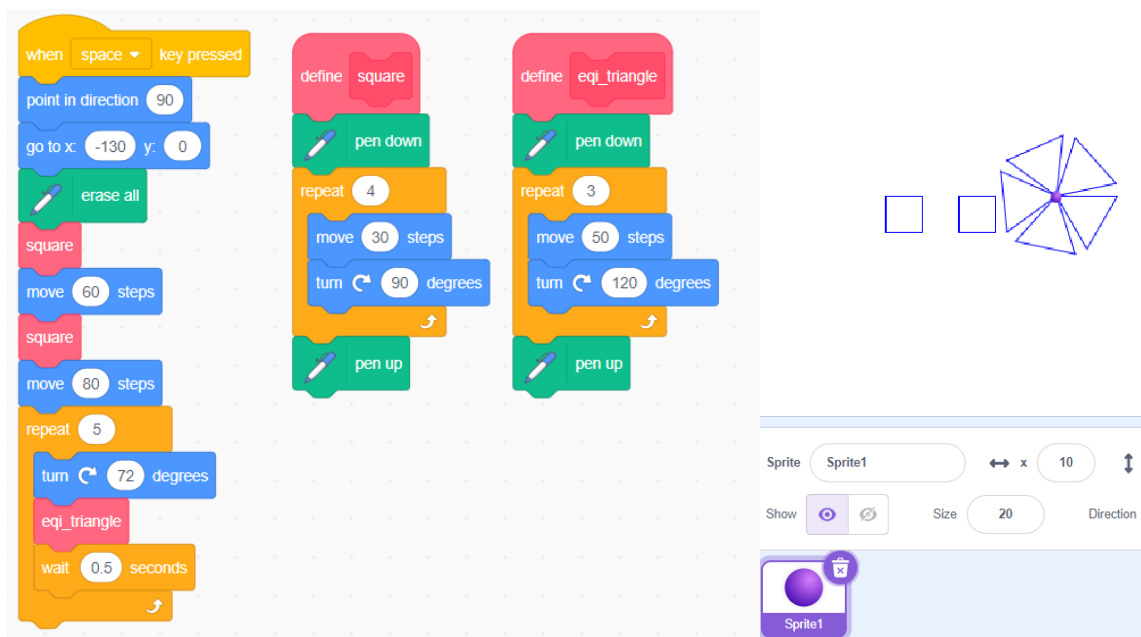 when space key pressed
point in direction 90
go to x: -130 y: 0
erase all
square
move 60 steps
square
move 80 steps
repeat 5
turn 72 degrees
eqi_triangle
wait 0.5 seconds
define square
pen down
repeat 4
move 30 steps
turn 90 degrees
pen up
define eqi_triangle
pen down
repeat 3
move 50 steps
turn 120 degrees
pen up
Sprite Sprite1 x 10
Show Size 20 Direction
Sprite1